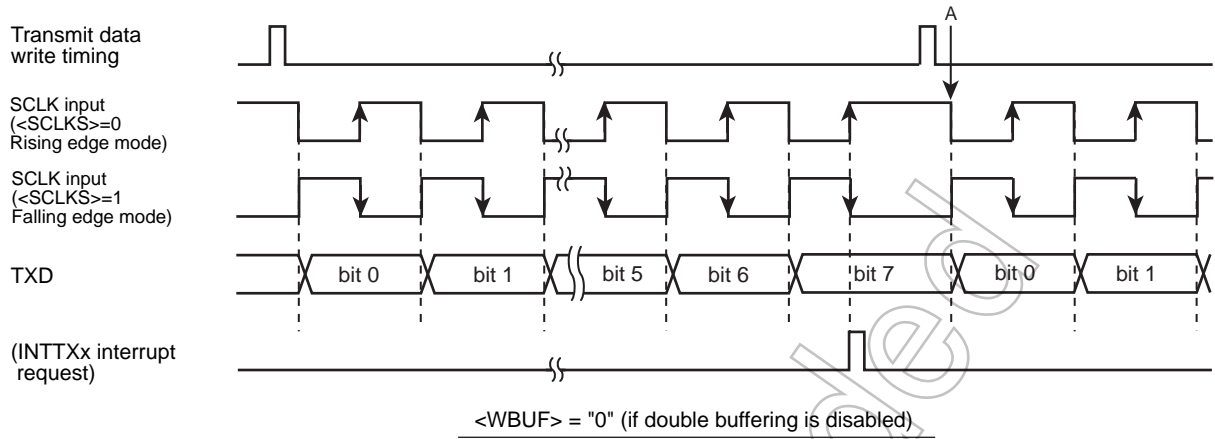 A
Transmit data
write timing
SCLK input
(<SCLKS>=0
Rising edge mode)
SCLK input
(<SCLKS>=1
Falling edge mode)
TXD
bit 0
bit 1
bit 5
bit 6
bit 7
bit 0
bit 1
(INTTXx interrupt
request)
<WBUF> = "0" (if double buffering is disabled)
ded